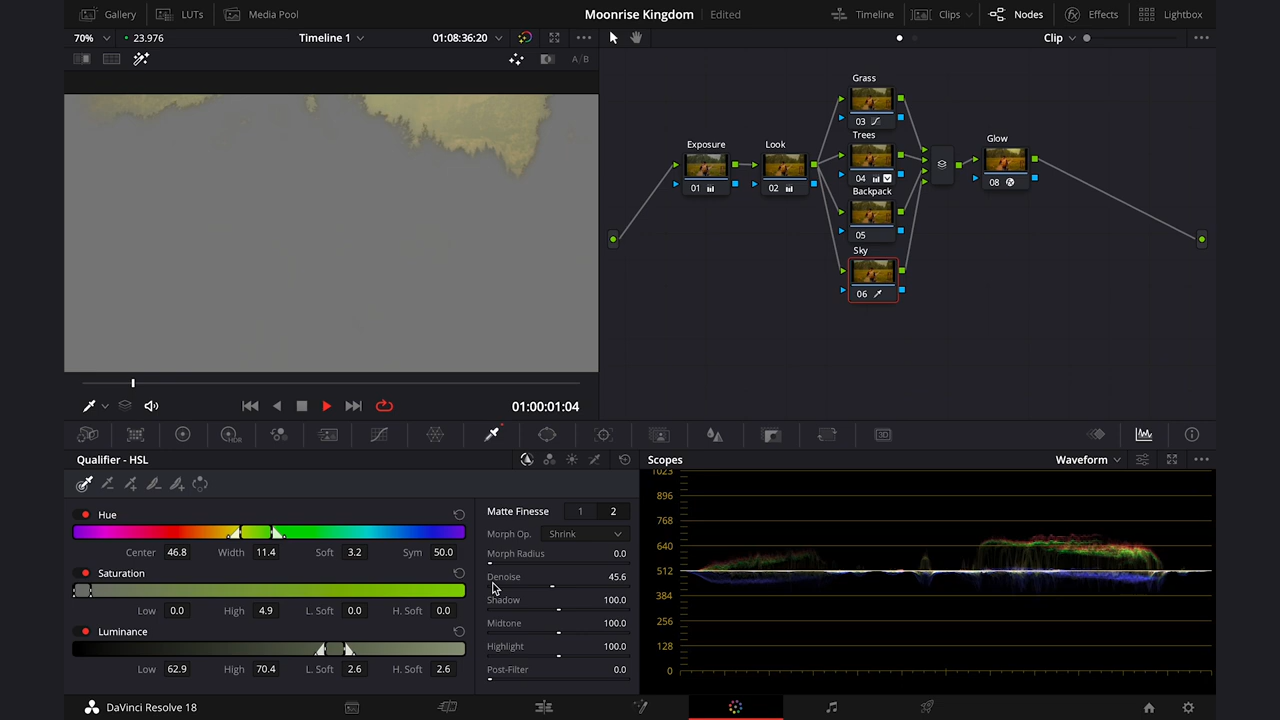 Gallery LUTs Media Pool Moonrise Kingdom Edited Timeline Clips Nodes Effects Lightbox
70% 23.976 Timeline 1 01:08:36:20 Clip
A/B
Grass
03
Trees
04
Exposure
01
Look
02
Backpack
05
Glow
08
Sky
06
01:00:01:04
HDR
3D
Qualifier - HSL
Scopes Waveform
Hue
Center 46.8 Width 11.4 Soft 3.2 Sym 50.0
Saturation
Low 0.0 High 4.9 L. Soft 0.0 H. Soft 0.0
Luminance
Low 62.9 High 70.4 L. Soft 2.6 H. Soft 2.6
Matte Finesse 1 2
Morph Op. Shrink
Morph Radius 0.0
Denoise 45.6
Shadow 100.0
Midtone 100.0
Highlight 100.0
Post-Filter 0.0
1023
896
768
640
512
384
256
128
0
DaVinci Resolve 18